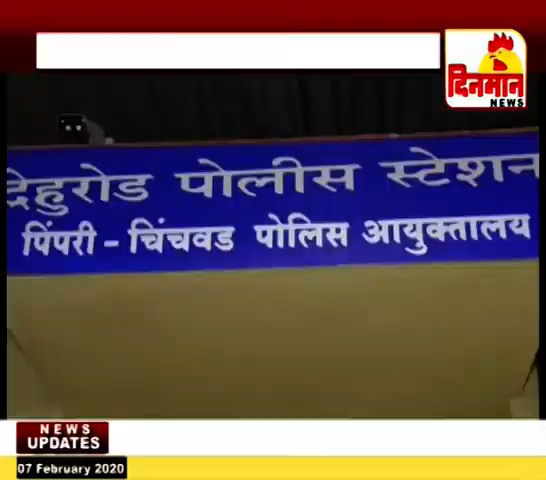 दिनमान
NEWS
देहुरोड पोलीस स्टेशन
पिंपरी - चिंचवड पोलिस आयुक्तालय
NEWS
UPDATES
07 February 2020